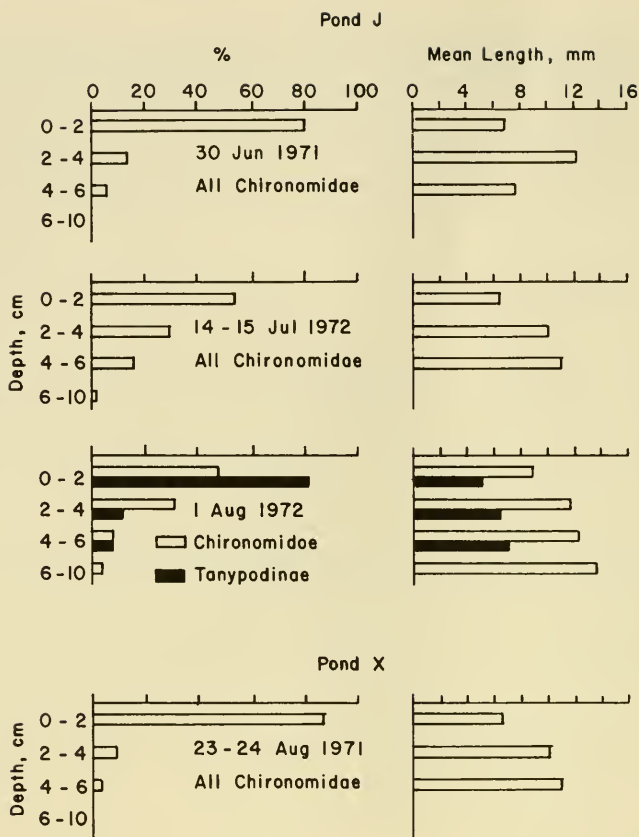 Pond J
% Mean Length, mm
0 20 40 60 80 100 0 4 8 12 16
0-2
2-4 30 Jun 1971
4-6 All Chironomidae
6-10
Depth, cm
0-2
2-4 14-15 Jul 1972
4-6 All Chironomidae
6-10
0-2
2-4 1 Aug 1972
4-6 Chironomidae
6-10 Tanypodinae
Pond X
Depth, cm
0-2
2-4 23-24 Aug 1971
4-6 All Chironomidae
6-10